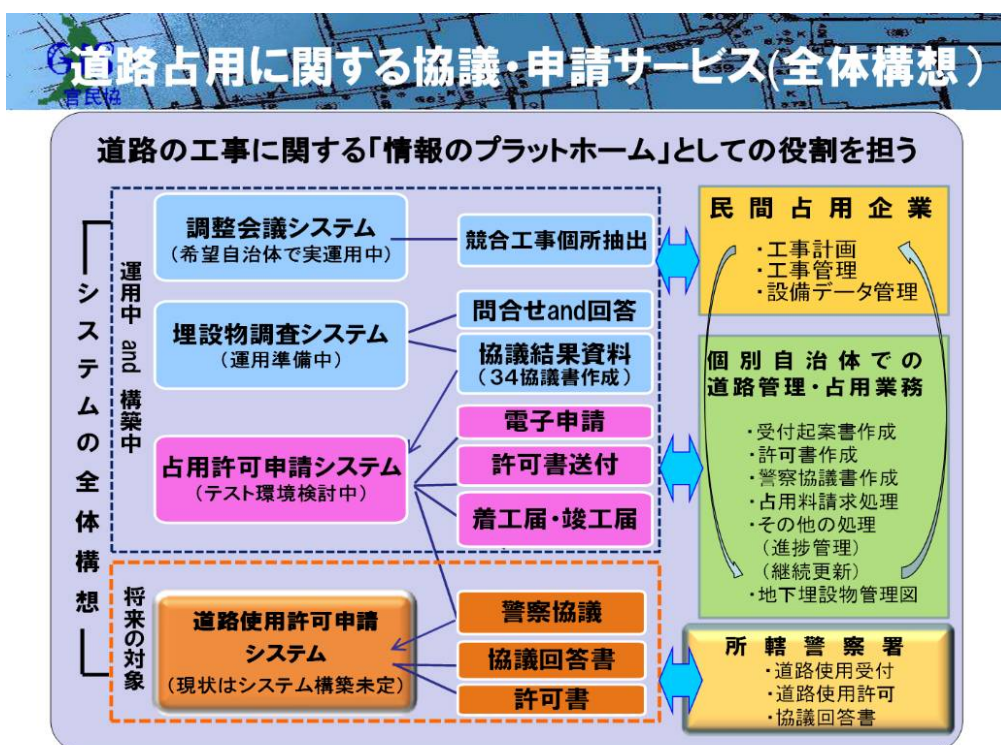 道路占用に関する協議・申請サービス(全体構想)
官民協
道路の工事に関する「情報のプラットホーム」としての役割を担う
システムの全体構想
運用中 and 構築中
調整会議システム
(希望自治体で実運用中)
競合工事個所抽出
埋設物調査システム
(運用準備中)
問合せand回答
協議結果資料
(34協議書作成)
占用許可申請システム
(テスト環境検討中)
電子申請
許可書送付
着工届・竣工届
将来の対象
道路使用許可申請
システム
(現状はシステム構築未定)
警察協議
協議回答書
許可書
民間占用企業
・工事計画
・工事管理
・設備データ管理
個別自治体での
道路管理・占用業務
・受付起案書作成
・許可書作成
・警察協議書作成
・占用料請求処理
・その他の処理
(進捗管理)
(継続更新)
・地下埋設物管理図
所轄警察署
・道路使用受付
・道路使用許可
・協議回答書